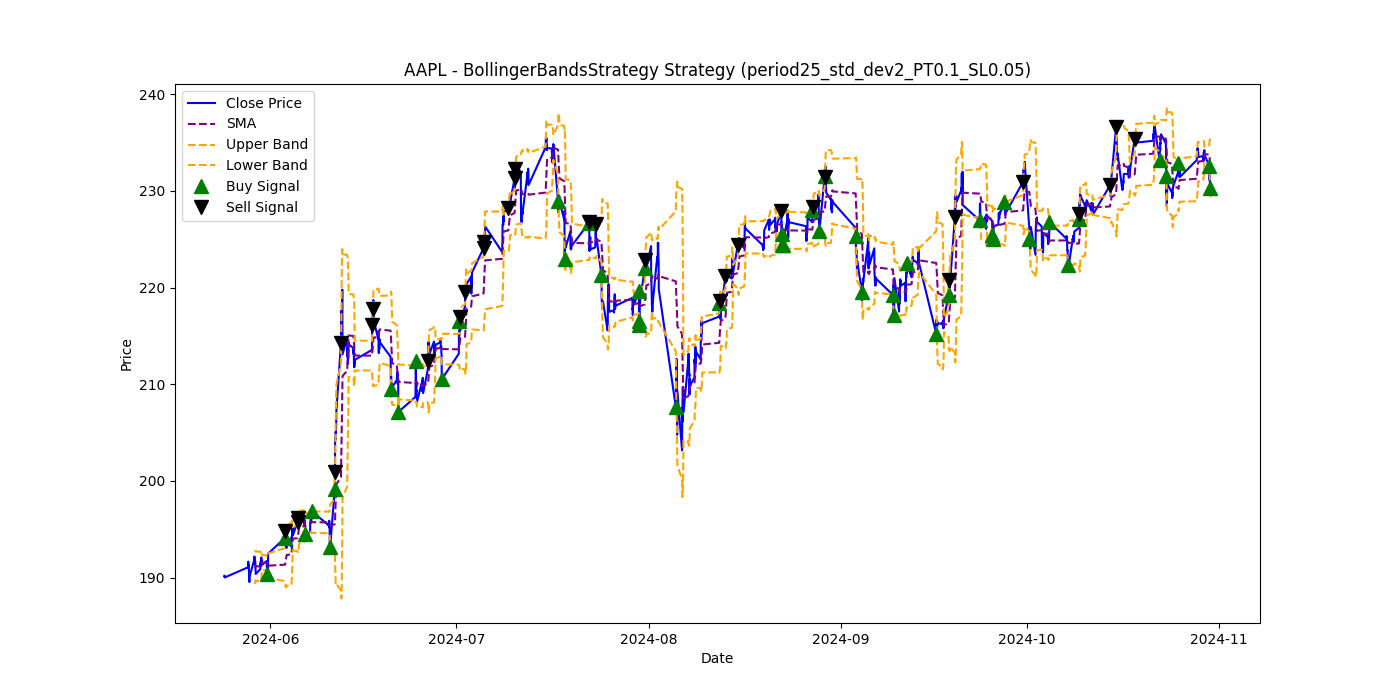 AAPL - BollingerBandsStrategy Strategy (period25_std_dev2_PT0.1_SL0.05)
240
230
220
210
200
190
Price
Close Price
SMA
Upper Band
Lower Band
Buy Signal
Sell Signal
2024-06
2024-07
2024-08
2024-09
2024-10
2024-11
Date